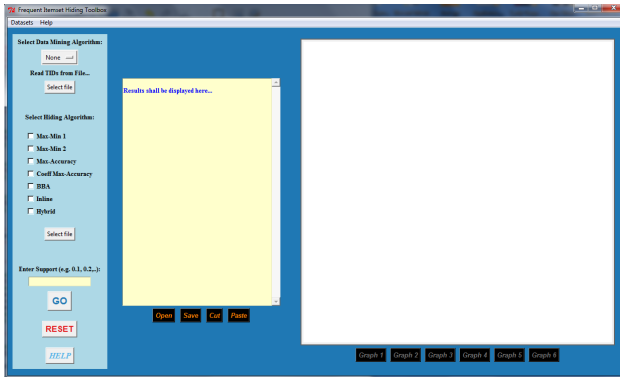 Frequent Itemset Hiding Toolbox
Datasets Help
Select Data Mining Algorithm:
None
Read TIDs from File...
Select file
Select Hiding Algorithm:
Max-Min 1
Max-Min 2
Max-Accuracy
Coeff Max-Accuracy
BBA
Inline
Hybrid
Select file
Enter Support (e.g. 0.1, 0.2,..):
GO
RESET
HELP
Results shall be displayed here...
Open Save Cut Paste
Graph 1 Graph 2 Graph 3 Graph 4 Graph 5 Graph 6